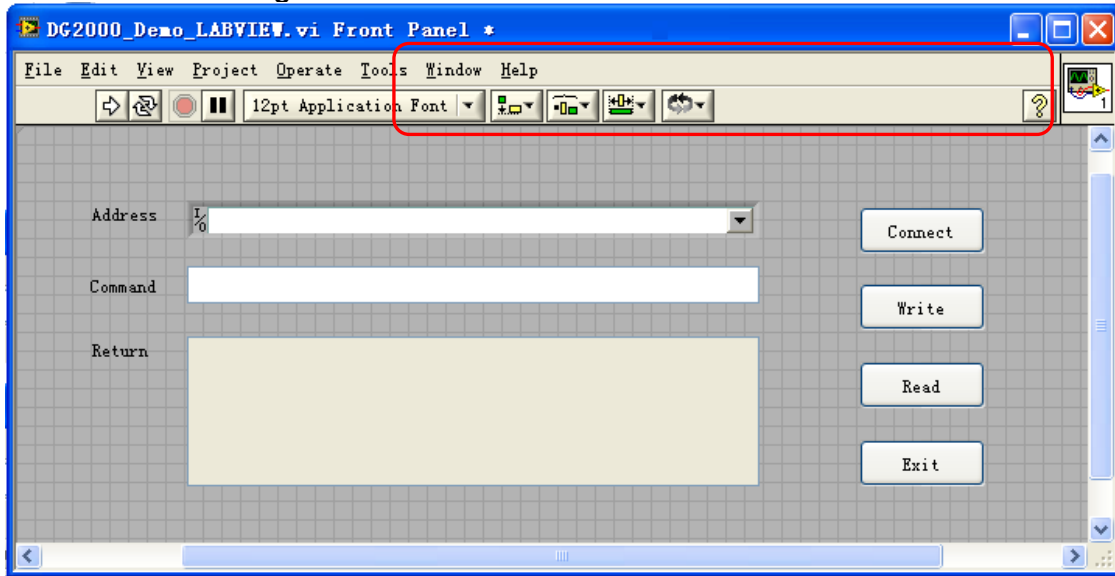 DG2000_Demo_LABVIEW.vi Front Panel *
File Edit View Project Operate Tools Window Help
12pt Application Font
1
Address
Connect
Command
Write
Return
Read
Exit